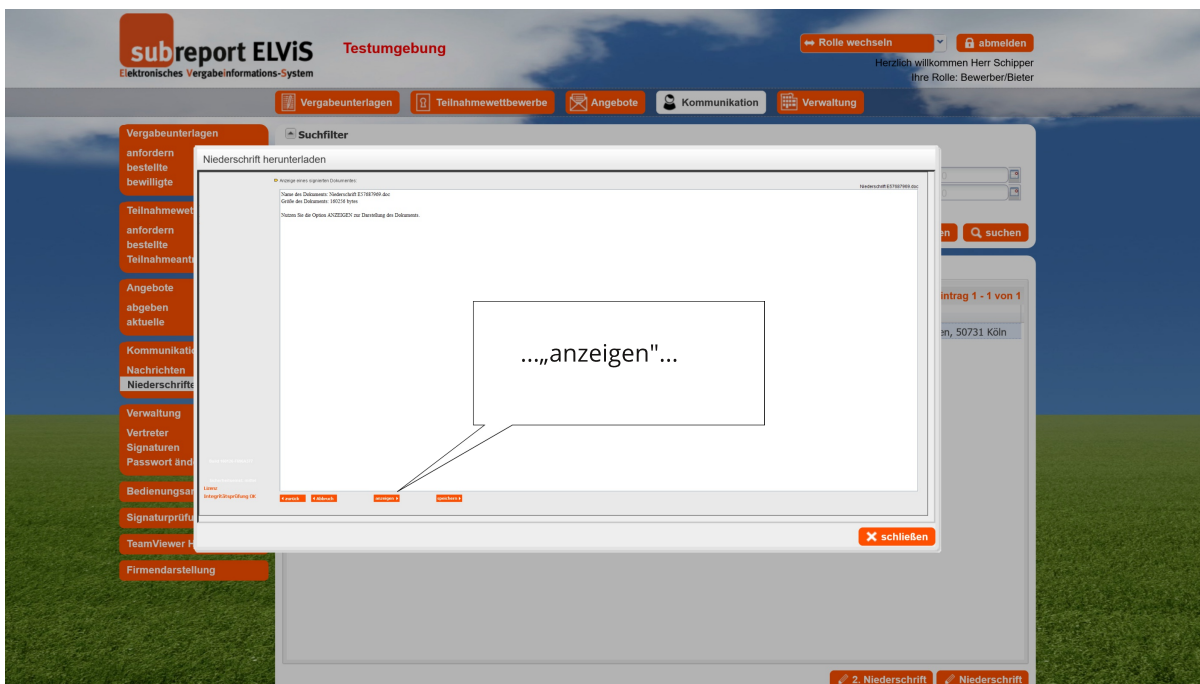 subreport ELViS
Elektronisches VergabeInformations-System
Testumgebung
Rolle wechseln
abmelden
Herzlich willkommen Herr Schipper
Ihre Rolle: Bewerber/Bieter
Vergabeunterlagen
Teilnahmewettbewerbe
Angebote
Kommunikation
Verwaltung
Vergabeunterlagen
anfordern
bestellte
bewilligte
Teilnahmewet
anfordern
bestellte
Teilnahmeantr
Angebote
abgeben
aktuelle
Kommunikati
Nachrichten
Niederschrifte
Verwaltung
Vertreter
Signaturen
Passwort änd
Bedienungsan
Signaturprüfu
TeamViewer H
Firmendarstellung
Suchfilter
Niederschrift herunterladen
Anzeige eines signierten Dokumentes.
Niederschrift E57687969.doc
Name des Dokuments: Niederschrift E57687969.doc
Größe des Dokuments: 160256 bytes
Nutzen Sie die Option ANZEIGEN zur Darstellung des Dokuments.
...„anzeigen"...
Lizenz
Integritätsprüfung OK
zurück
Abbruch
anzeigen
speichern
schließen
en
suchen
intrag 1 - 1 von 1
en, 50731 Köln
2. Niederschrift
Niederschrift